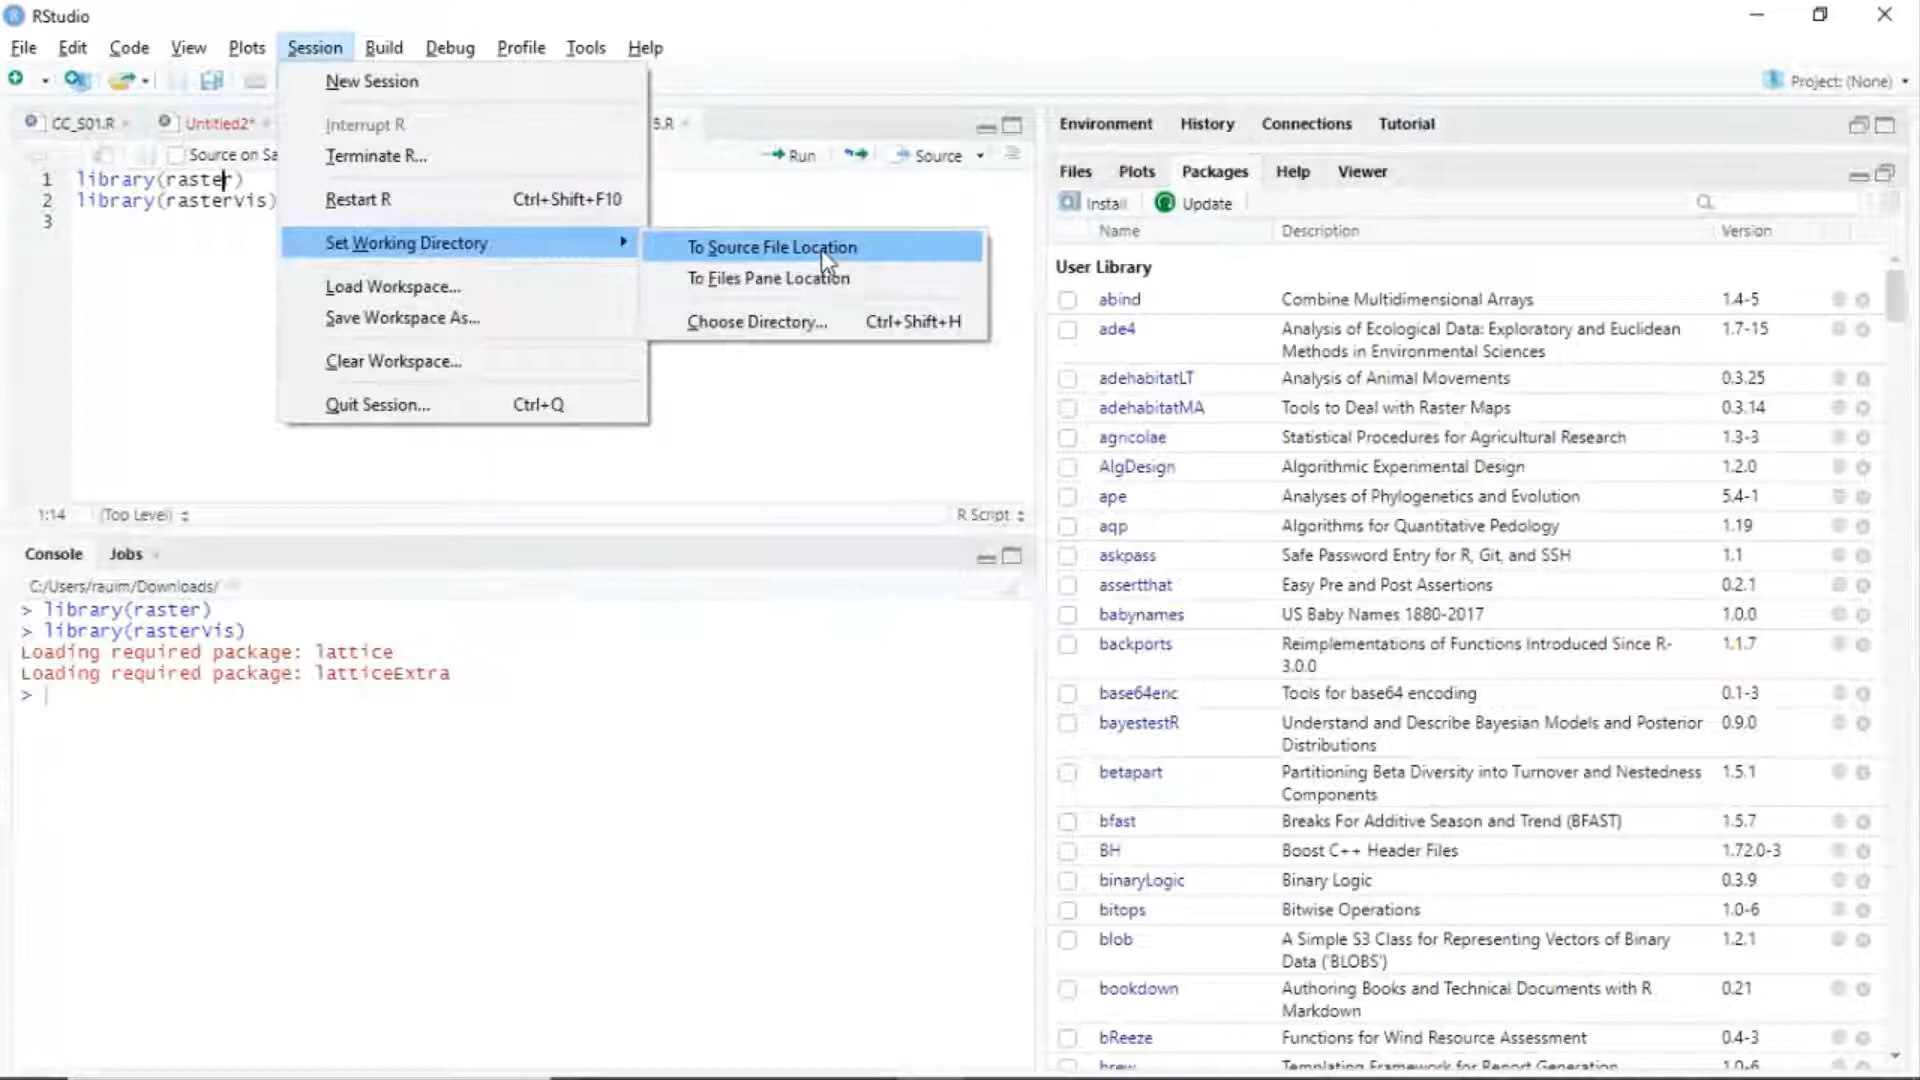 RStudio
File Edit Code View Plots Session Build Debug Profile Tools Help
Project: (None)
New Session
Interrupt R
Terminate R...
Restart R Ctrl+Shift+F10
Set Working Directory
Load Workspace...
Save Workspace As...
Clear Workspace...
Quit Session... Ctrl+Q
To Source File Location
To Files Pane Location
Choose Directory... Ctrl+Shift+H
CC_S01.R Untitled2* 5.R
Source on Sa Run Source
1 library(raster)
2 library(rasterVis)
3
1:14 (Top Level) R Script
Console Jobs
C:/Users/rauim/Downloads/
> library(raster)
> library(rasterVis)
Loading required package: lattice
Loading required package: latticeExtra
>
Environment History Connections Tutorial
Files Plots Packages Help Viewer
Install Update
Name Description Version
User Library
abind Combine Multidimensional Arrays 1.4-5
ade4 Analysis of Ecological Data: Exploratory and Euclidean 1.7-15
Methods in Environmental Sciences
adehabitatLT Analysis of Animal Movements 0.3.25
adehabitatMA Tools to Deal with Raster Maps 0.3.14
agricolae Statistical Procedures for Agricultural Research 1.3-3
AlgDesign Algorithmic Experimental Design 1.2.0
ape Analyses of Phylogenetics and Evolution 5.4-1
aqp Algorithms for Quantitative Pedology 1.19
askpass Safe Password Entry for R, Git, and SSH 1.1
assertthat Easy Pre and Post Assertions 0.2.1
babynames US Baby Names 1880-2017 1.0.0
backports Reimplementations of Functions Introduced Since R- 1.1.7
3.0.0
base64enc Tools for base64 encoding 0.1-3
bayestestR Understand and Describe Bayesian Models and Posterior 0.9.0
Distributions
betapart Partitioning Beta Diversity into Turnover and Nestedness 1.5.1
Components
bfast Breaks For Additive Season and Trend (BFAST) 1.5.7
BH Boost C++ Header Files 1.72.0-3
binaryLogic Binary Logic 0.3.9
bitops Bitwise Operations 1.0-6
blob A Simple S3 Class for Representing Vectors of Binary 1.2.1
Data ('BLOBS')
bookdown Authoring Books and Technical Documents with R 0.21
Markdown
bReeze Functions for Wind Resource Assessment 0.4-3
brew Templating Framework for Report Generation 1.0-6